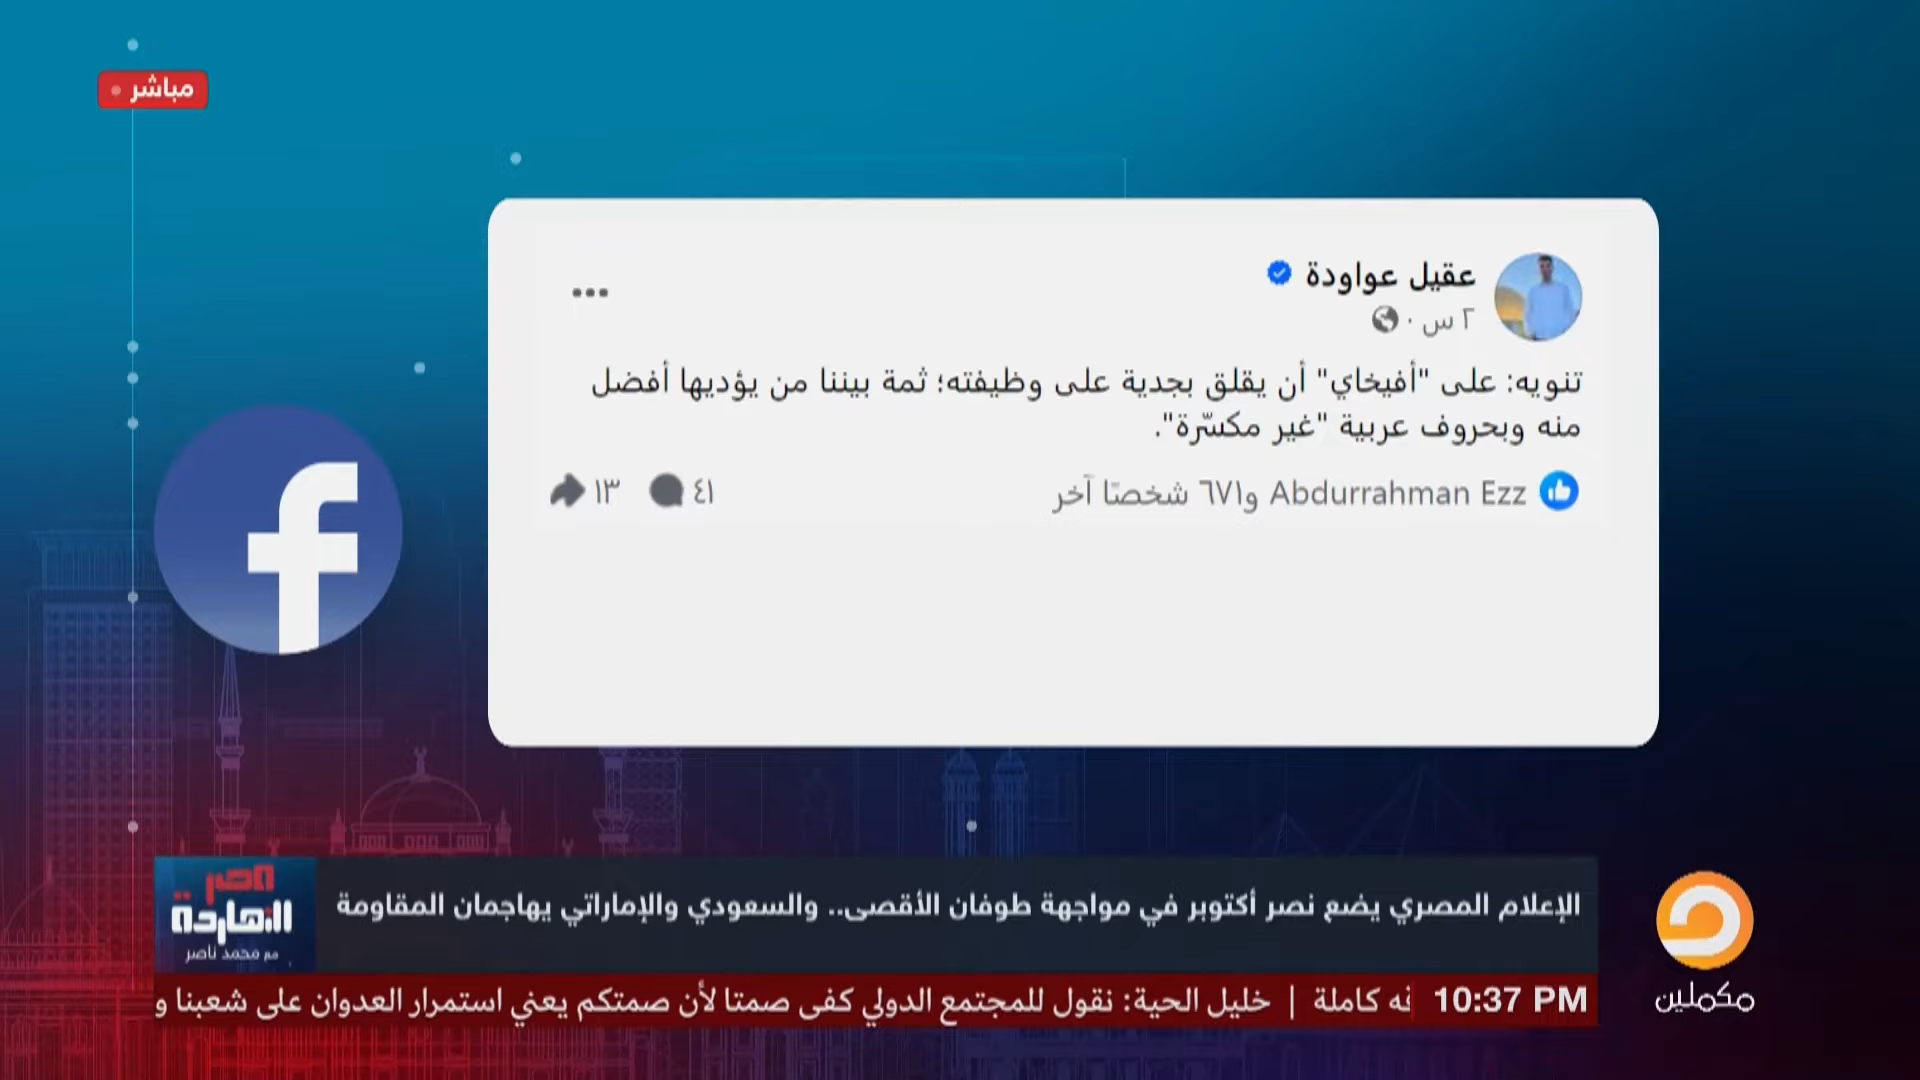 مباشر
عقيل عواودة
٢ س ·
تنويه: على "أفيخاي" أن يقلق بجدية على وظيفته؛ ثمة بيننا من يؤديها أفضل
منه وبحروف عربية "غير مكسّرة".
Abdurrahman Ezz و٦٧١ شخصًا آخر
٤١
١٣
مصر
النهاردة
مع محمد ناصر
الإعلام المصري يضع نصر أكتوبر في مواجهة طوفان الأقصى.. والسعودي والإماراتي يهاجمان المقاومة
10:37 PM
كاملة | خليل الحية: نقول للمجتمع الدولي كفى صمتا لأن صمتكم يعني استمرار العدوان على شعبنا و
مكملين